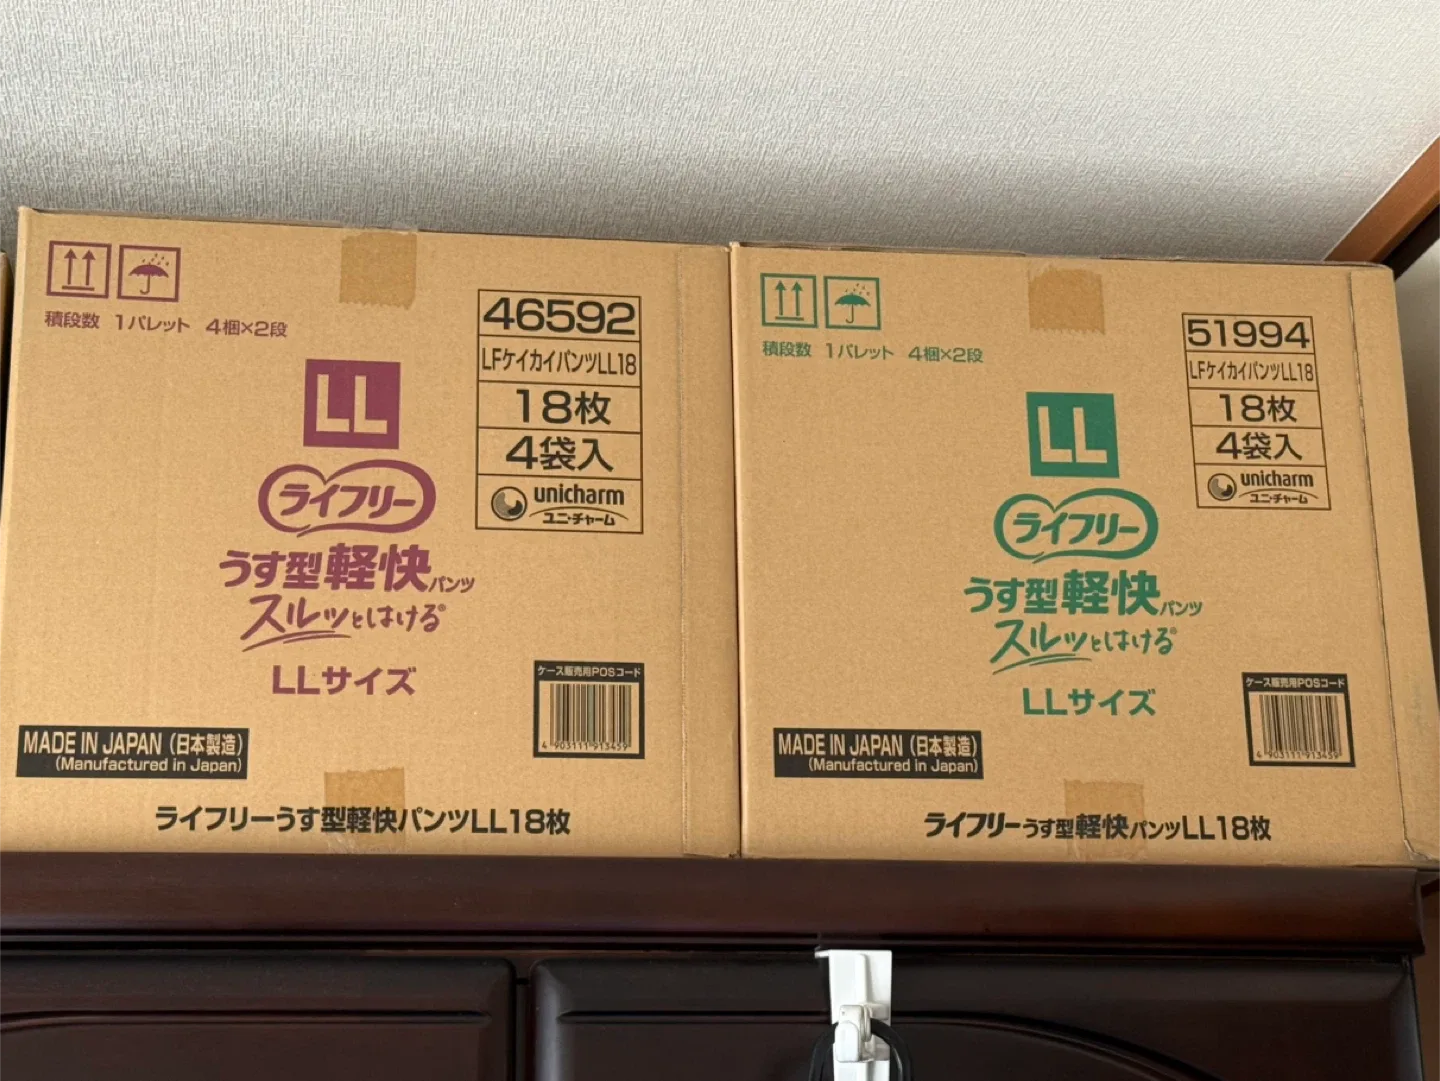 積段数 1パレット 4梱×2段
46592
LFケイカイパンツLL18
18枚
4袋入
unicharm
ユニ・チャーム
LL
ライフリー
うす型軽快パンツ
スルッとはける®
LLサイズ
ケース販売用POSコード
4 903111 913459
MADE IN JAPAN (日本製造)
(Manufactured in Japan)
ライフリーうす型軽快パンツLL18枚
積段数 1パレット 4梱×2段
51994
LFケイカイパンツLL18
18枚
4袋入
unicharm
ユニ・チャーム
LL
ライフリー
うす型軽快パンツ
スルッとはける®
LLサイズ
ケース販売用POSコード
4 903111 913459
MADE IN JAPAN (日本製造)
(Manufactured in Japan)
ライフリーうす型軽快パンツLL18枚